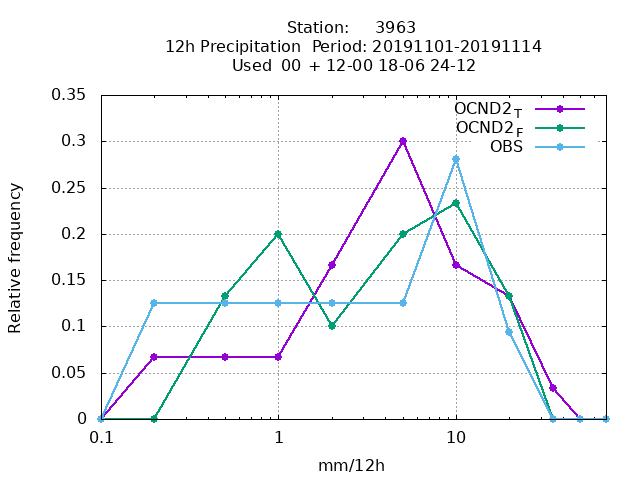 Station: 3963
12h Precipitation Period: 20191101-20191114
Used 00 + 12-00 18-06 24-12
0.35
0.3
0.25
0.2
0.15
0.1
0.05
0
Relative frequency
OCND2T
OCND2F
OBS
0.1 1 10
mm/12h